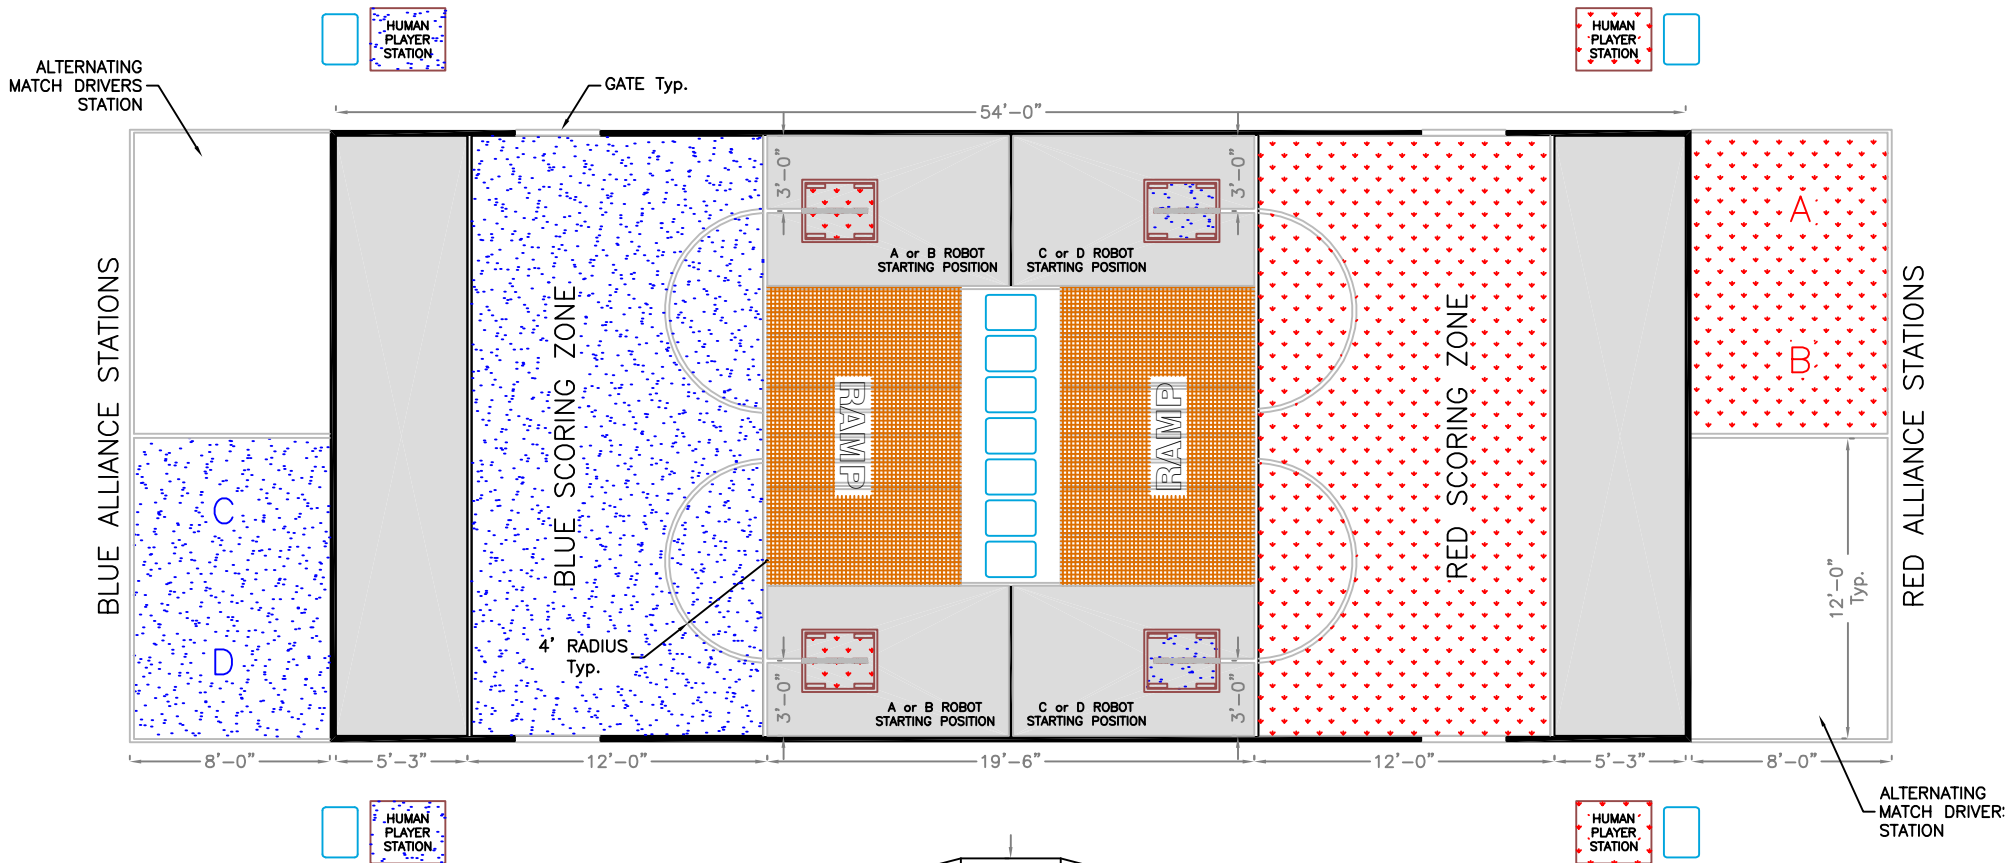 HUMAN
PLAYER
STATION
HUMAN
PLAYER
STATION
ALTERNATING
MATCH DRIVERS
STATION
GATE Typ.
54'-0"
3'-0"
3'-0"
A or B ROBOT
STARTING POSITION
C or D ROBOT
STARTING POSITION
BLUE ALLIANCE STATIONS
BLUE SCORING ZONE
RAMP
RAMP
RED SCORING ZONE
RED ALLIANCE STATIONS
A
B
C
D
12'-0"
Typ.
4' RADIUS
Typ.
3'-0"
3'-0"
A or B ROBOT
STARTING POSITION
C or D ROBOT
STARTING POSITION
8'-0"
5'-3"
12'-0"
19'-6"
12'-0"
5'-3"
8'-0"
ALTERNATING
MATCH DRIVER
STATION
HUMAN
PLAYER
STATION
HUMAN
PLAYER
STATION